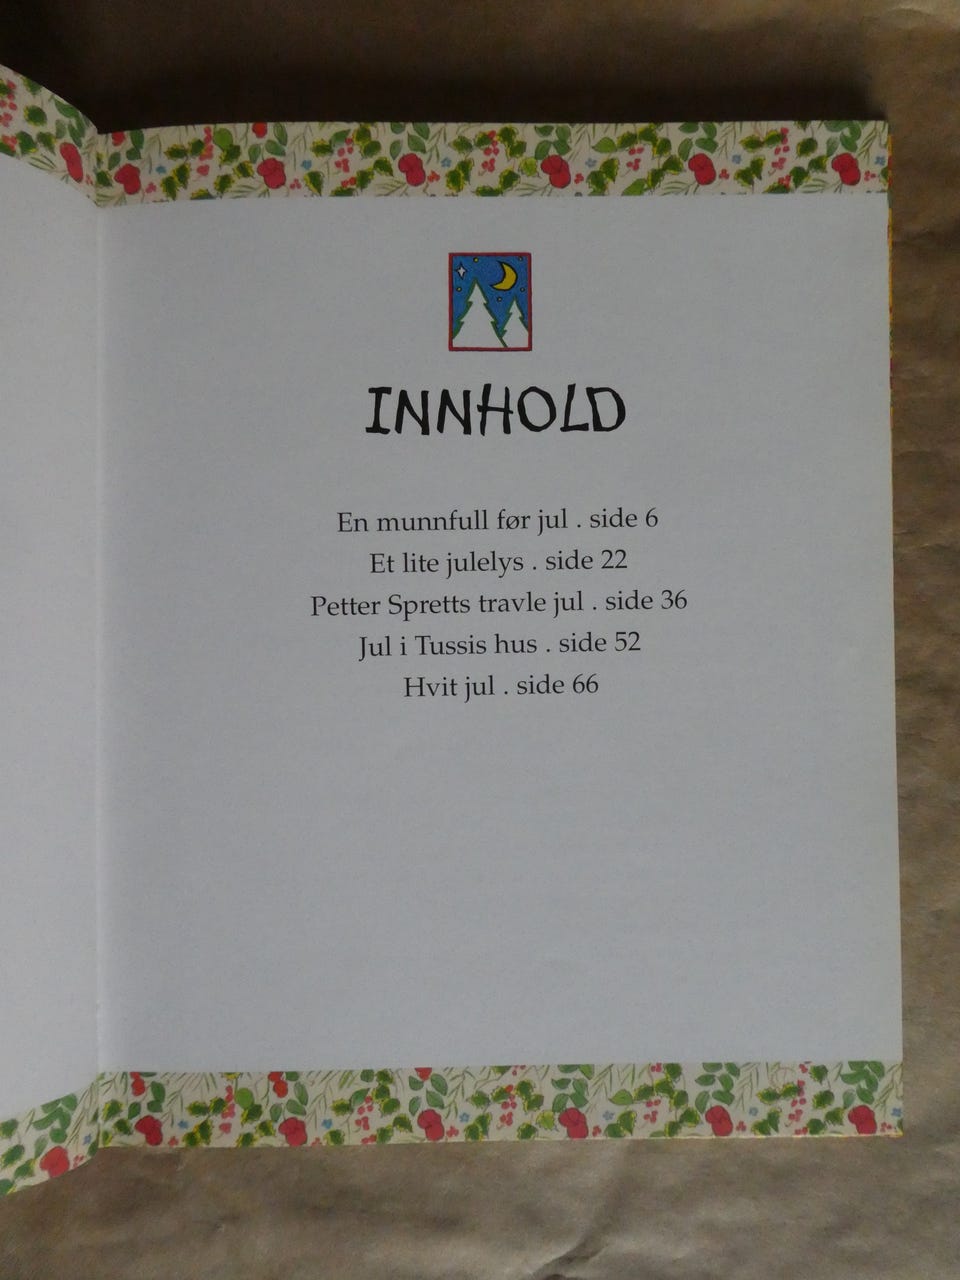 INNHOLD
En munnfull før jul . side 6
Et lite julelys . side 22
Petter Spretts travle jul . side 36
Jul i Tussis hus . side 52
Hvit jul . side 66